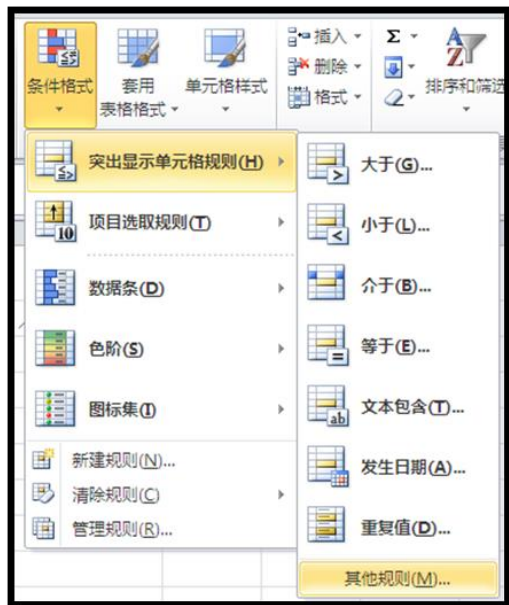 条件格式
套用
表格格式
单元格样式
插入
删除
格式
Σ
A
Z
排序和筛选
突出显示单元格规则(H)
项目选取规则(T)
10
数据条(D)
色阶(S)
图标集(I)
新建规则(N)...
清除规则(C)
管理规则(R)...
大于(G)...
>
小于(L)...
<
介于(B)...
等于(E)...
=
文本包含(T)...
ab
发生日期(A)...
重复值(D)...
其他规则(M)...